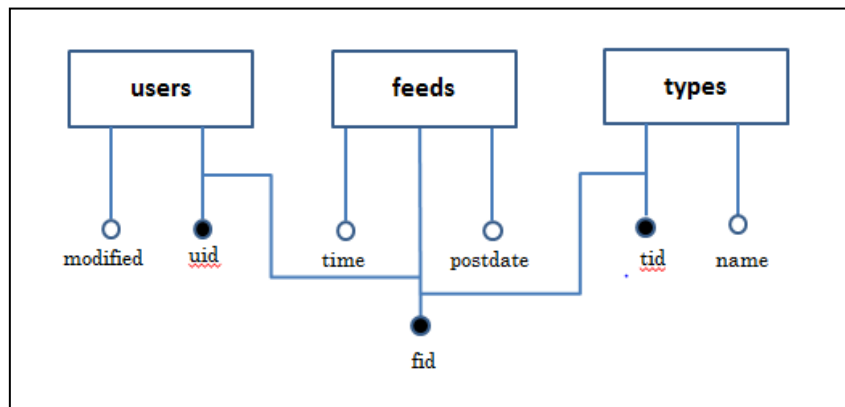 users feeds types
modified uid time postdate tid name
fid